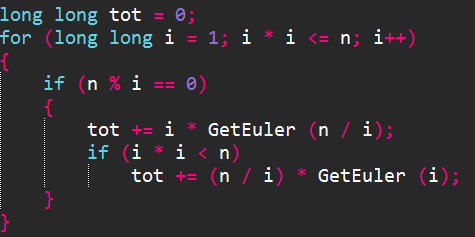 long long tot = 0;
for (long long i = 1; i * i <= n; i++)
{
if (n % i == 0)
{
tot += i * GetEuler (n / i);
if (i * i < n)
tot += (n / i) * GetEuler (i);
}
}